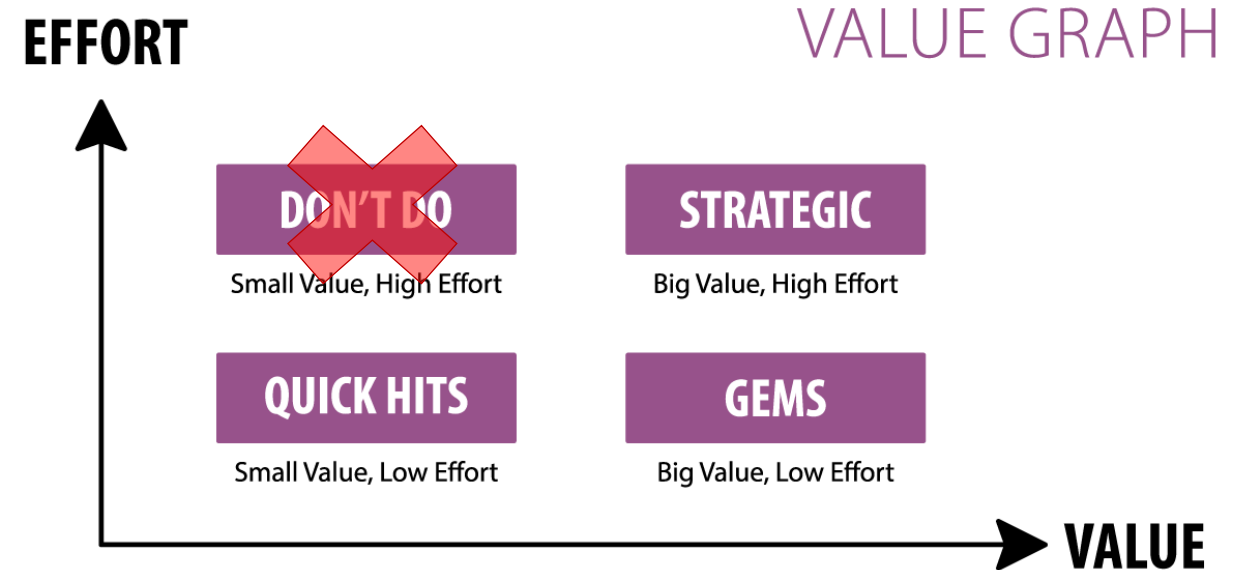 EFFORT
VALUE GRAPH
DON'T DO
Small Value, High Effort
STRATEGIC
Big Value, High Effort
QUICK HITS
Small Value, Low Effort
GEMS
Big Value, Low Effort
VALUE